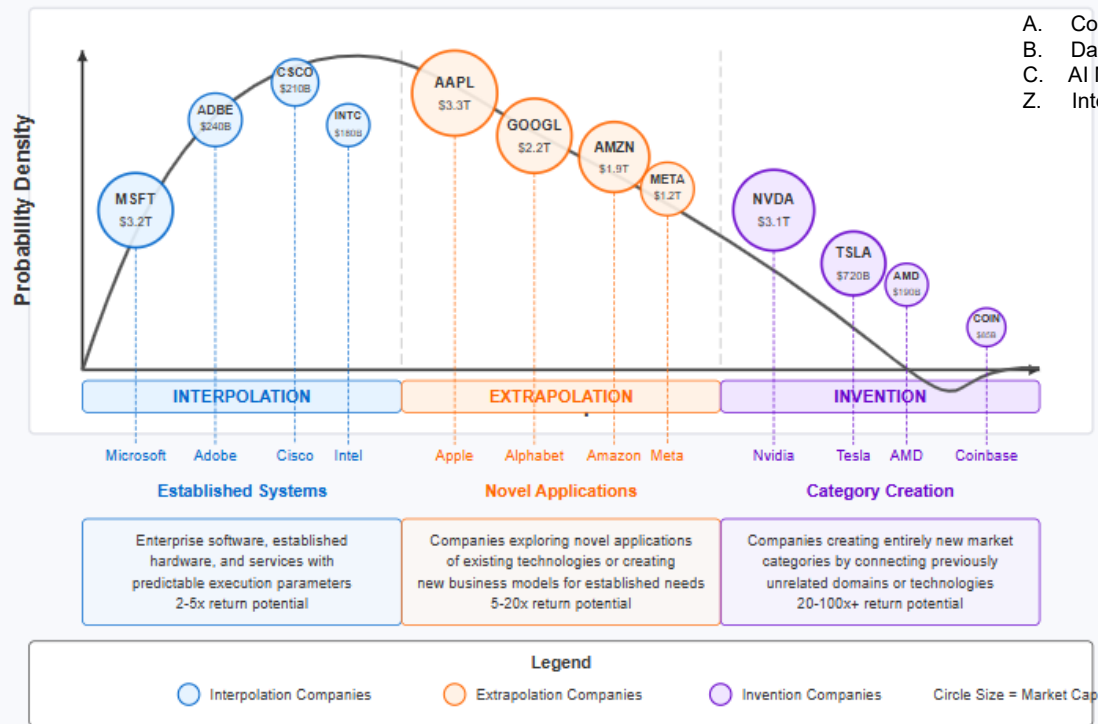 A. Co
B. Da
C. AI
Z. Int
Probability Density
MSFT
$3.2T
ADBE
$240B
CSCO
$210B
INTC
$180B
AAPL
$3.3T
GOOGL
$2.2T
AMZN
$1.9T
META
$1.2T
NVDA
$3.1T
TSLA
$720B
AMD
$190B
COIN
$65B
INTERPOLATION EXTRAPOLATION INVENTION
Microsoft Adobe Cisco Intel Apple Alphabet Amazon Meta Nvidia Tesla AMD Coinbase
Established Systems Novel Applications Category Creation
Enterprise software, established
hardware, and services with
predictable execution parameters
2-5x return potential
Companies exploring novel applications
of existing technologies or creating
new business models for established needs
5-20x return potential
Companies creating entirely new market
categories by connecting previously
unrelated domains or technologies
20-100x+ return potential
Legend
Interpolation Companies Extrapolation Companies Invention Companies Circle Size = Market Cap